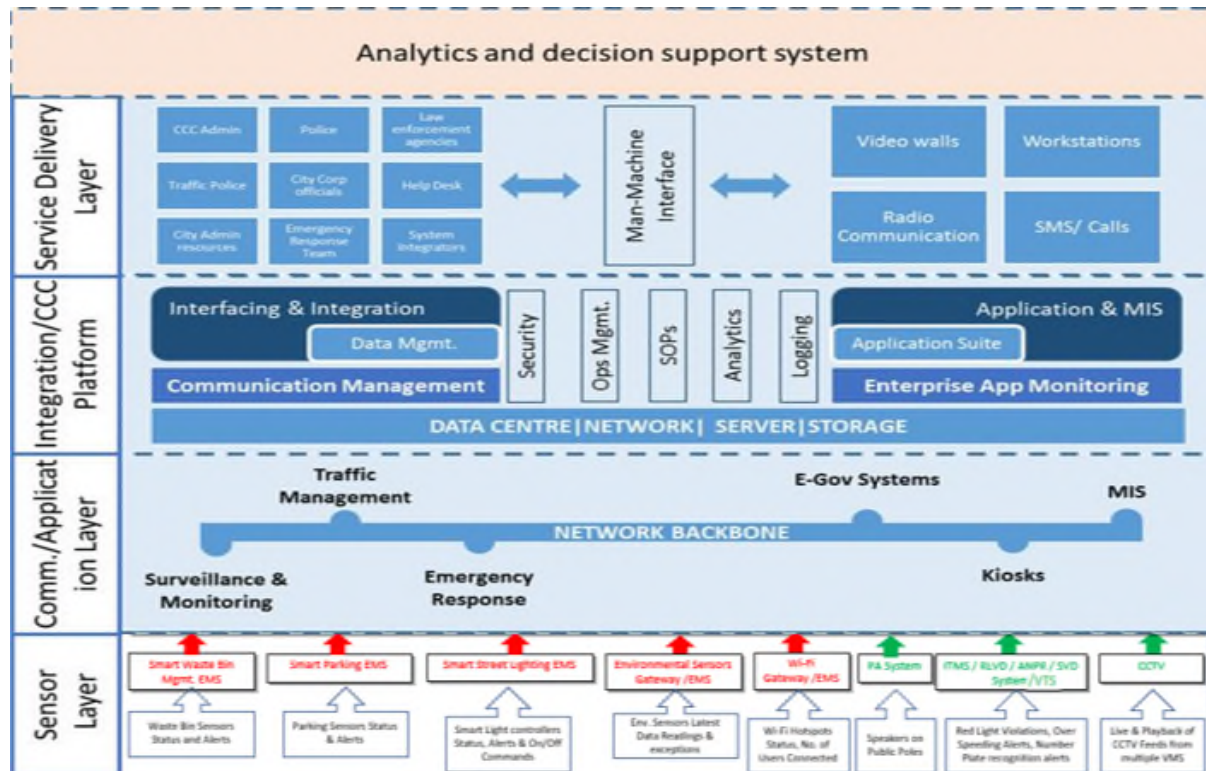 Analytics and decision support system
Service Delivery
Layer
CCC Admin
Police
Law
enforcement
agencies
Traffic Police
City Corp
officials
Help Desk
City Admin
resources
Emergency
Response
Team
System
Integrators
Man-Machine
Interface
Video walls
Workstations
Radio
Communication
SMS/ Calls
Integration/CCC
Platform
Interfacing & Integration
Data Mgmt.
Communication Management
Security
Ops Mgmt.
SOPs
Analytics
Logging
Application & MIS
Application Suite
Enterprise App Monitoring
DATA CENTRE|NETWORK| SERVER|STORAGE
Comm./Applicat
ion Layer
Traffic
Management
E-Gov Systems
MIS
NETWORK BACKBONE
Surveillance &
Monitoring
Emergency
Response
Kiosks
Sensor
Layer
Smart Waste Bin
Mgmt. EMS
Smart Parking EMS
Smart Street Lighting EMS
Environmental Sensors
Gateway /EMS
Wi-Fi
Gateway /EMS
PA System
ITMS / RLVD / ANPR / SVD
System/VTS
CCTV
Waste Bin Sensors
Status and Alerts
Parking Sensors Status
& Alerts
Smart Light controllers
Status, Alerts & On/Off
Commands
Env. Sensors Latest
Data Readings &
exceptions
Wi-Fi Hotspots
Status, No. of
Users Connected
Speakers on
Public Poles
Red Light Violations, Over
Speeding Alerts, Number
Plate recognition alerts
Live & Playback of
CCTV Feeds from
multiple VMS